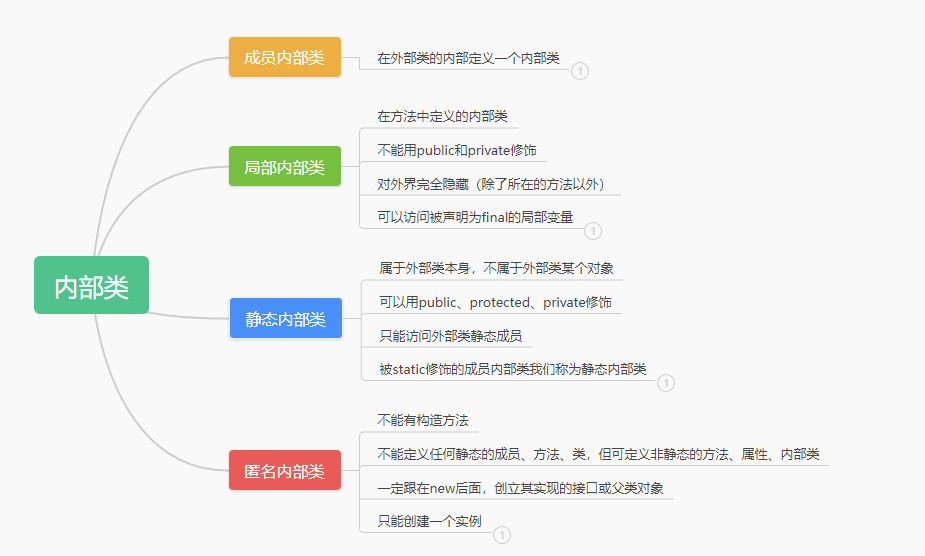 成员内部类
在外部类的内部定义一个内部类
1
局部内部类
在方法中定义的内部类
不能用public和private修饰
对外界完全隐藏（除了所在的方法以外）
可以访问被声明为final的局部变量
1
内部类
静态内部类
属于外部类本身，不属于外部类某个对象
可以用public、protected、private修饰
只能访问外部类静态成员
被static修饰的成员内部类我们称为静态内部类
1
匿名内部类
不能有构造方法
不能定义任何静态的成员、方法、类，但可定义非静态的方法、属性、内部类
一定跟在new后面，创立其实现的接口或父类对象
只能创建一个实例
1